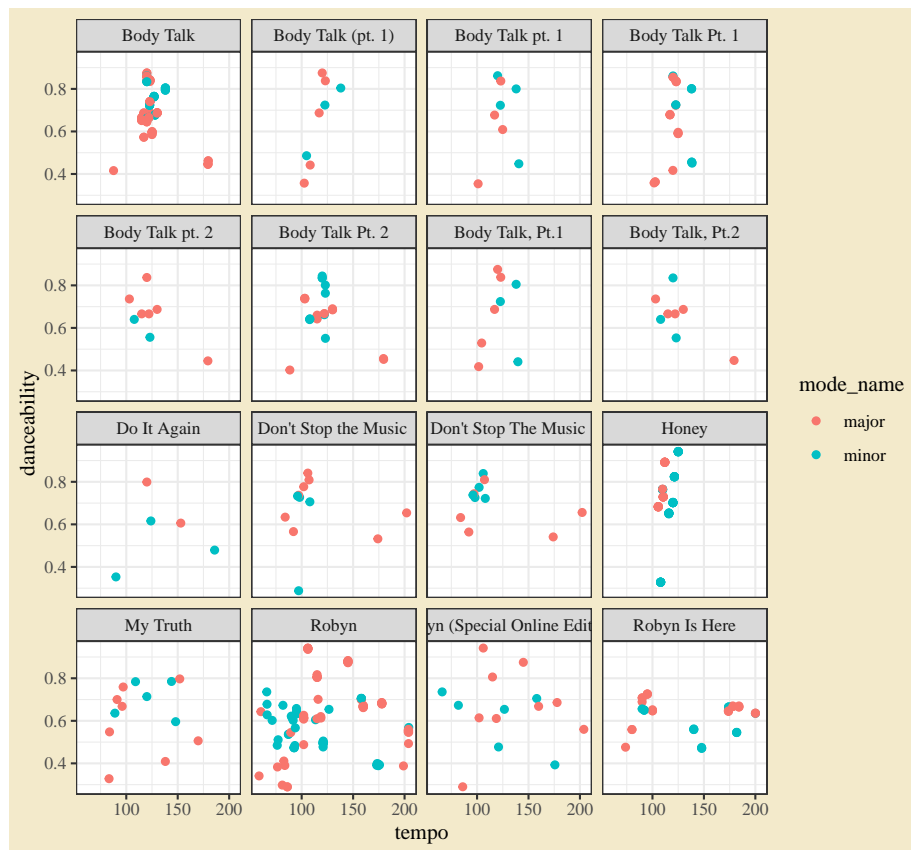 Body Talk
Body Talk (pt. 1)
Body Talk pt. 1
Body Talk Pt. 1
0.8
0.6
0.4
Body Talk pt. 2
Body Talk Pt. 2
Body Talk, Pt.1
Body Talk, Pt.2
0.8
0.6
0.4
Do It Again
Don't Stop the Music
Don't Stop The Music
Honey
0.8
0.6
0.4
My Truth
Robyn
yn (Special Online Edit
Robyn Is Here
0.8
0.6
0.4
100 150 200
100 150 200
100 150 200
100 150 200
tempo
danceability
mode_name
major
minor